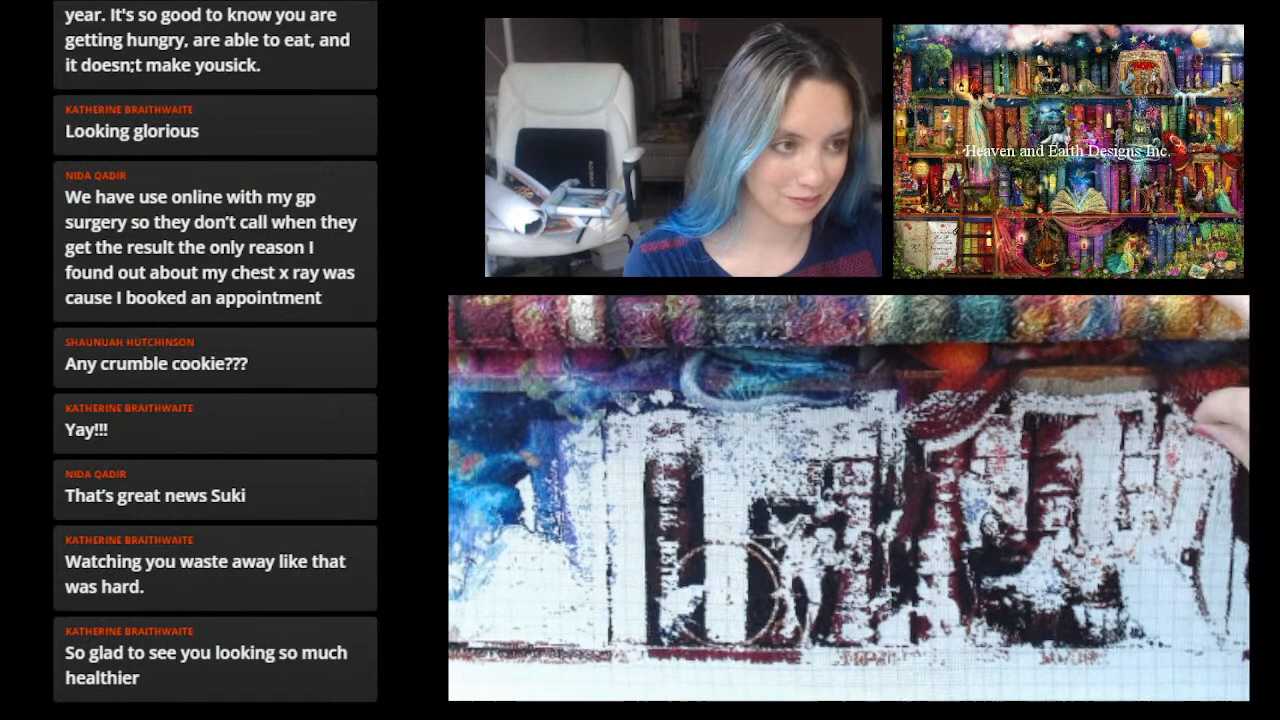 year. It's so good to know you are
getting hungry, are able to eat, and
it doesn;t make yousick.
KATHERINE BRAITHWAITE
Looking glorious
NIDA QADIR
We have use online with my gp
surgery so they don't call when they
get the result the only reason I
found out about my chest x ray was
cause I booked an appointment
SHAUNUAH HUTCHINSON
Any crumble cookie???
KATHERINE BRAITHWAITE
Yay!!!
NIDA QADIR
That's great news Suki
KATHERINE BRAITHWAITE
Watching you waste away like that
was hard.
KATHERINE BRAITHWAITE
So glad to see you looking so much
healthier
Heaven and Earth Designs Inc.